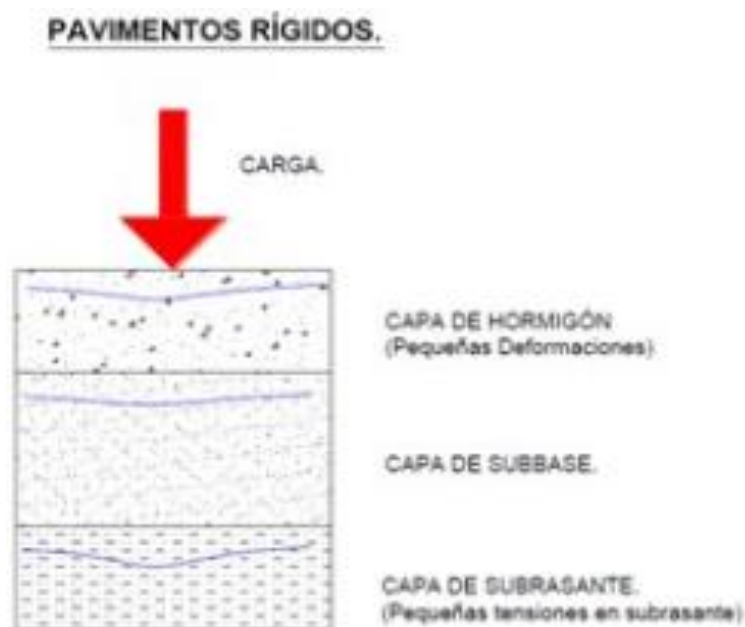 PAVIMENTOS RÍGIDOS.
CARGA.
CAPA DE HORMIGÓN
(Pequeñas Deformaciones)
CAPA DE SUBBASE.
CAPA DE SUBRASANTE.
(Pequeñas tensiones en subrasante)